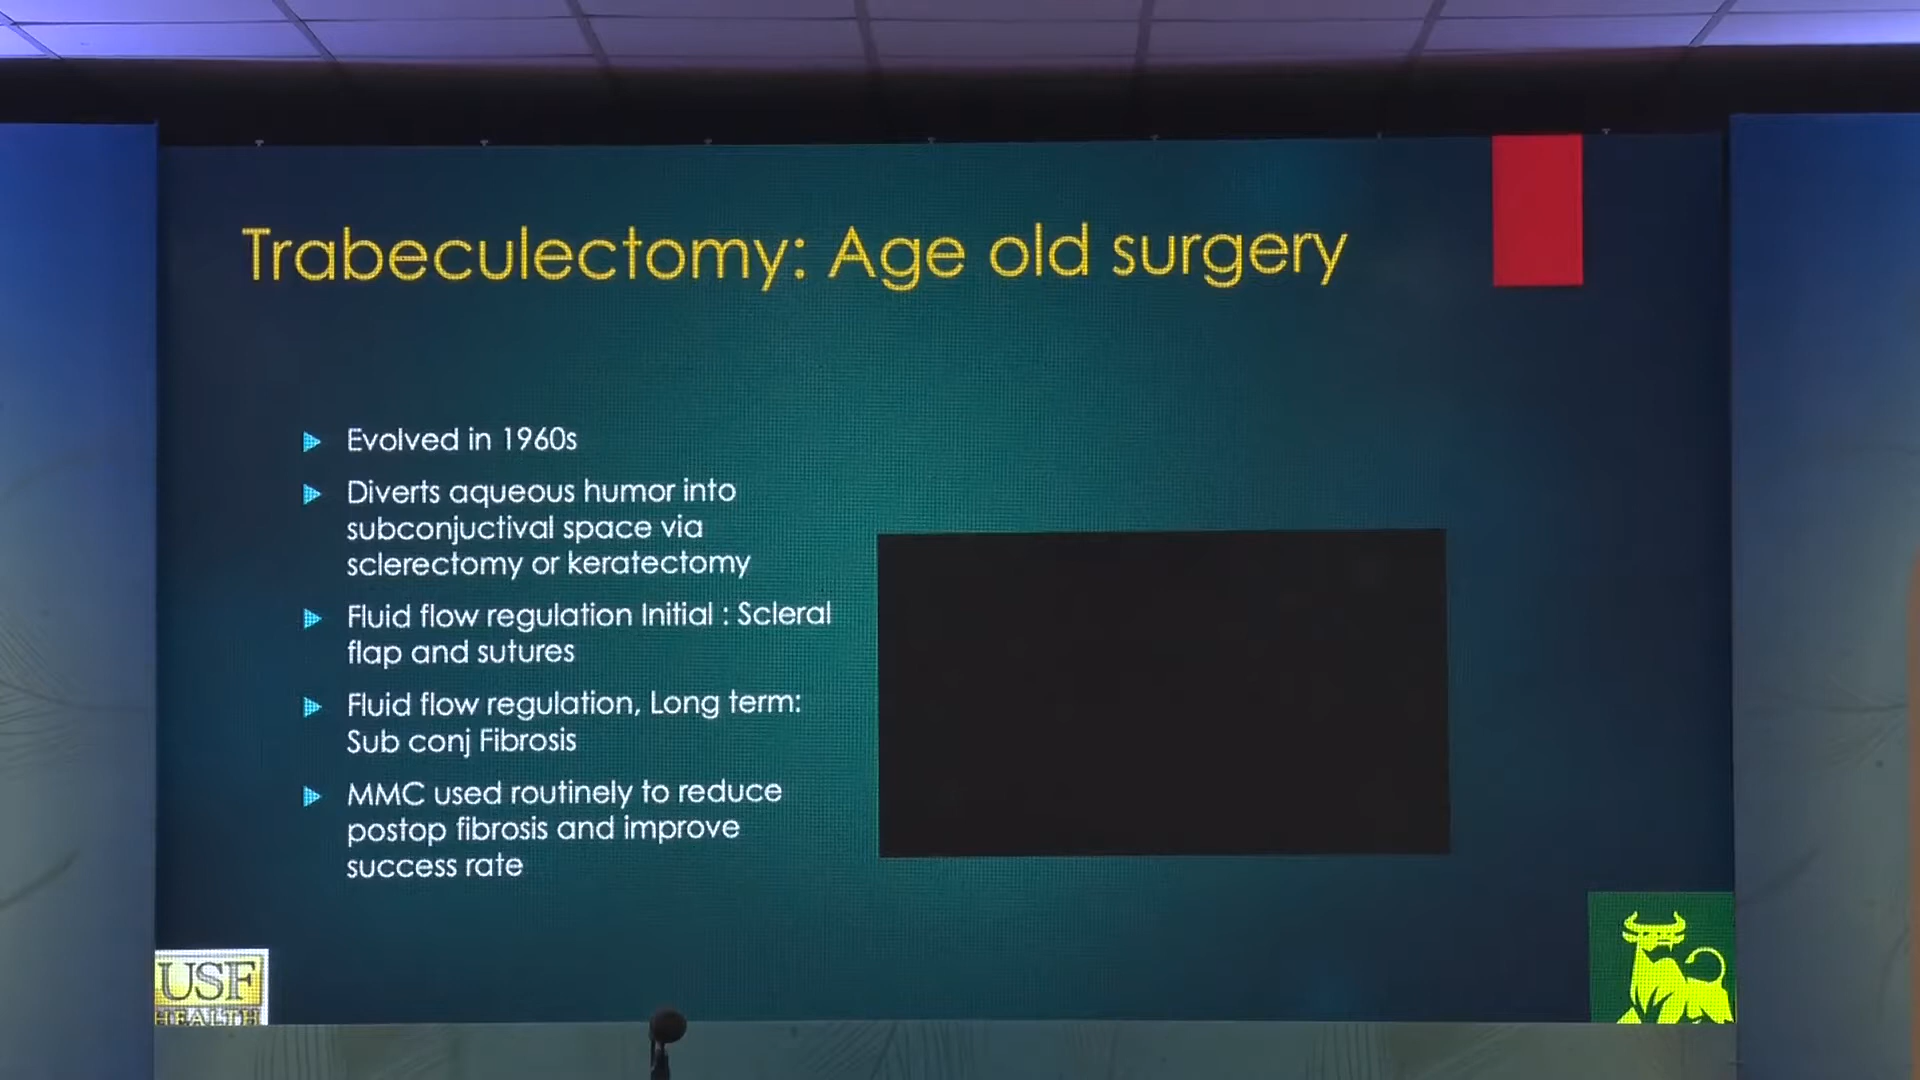 Trabeculectomy: Age old surgery
Evolved in 1960s
Diverts aqueous humor into
subconjuctival space via
sclerectomy or keratectomy
Fluid flow regulation Initial : Scleral
flap and sutures
Fluid flow regulation, Long term:
Sub conj Fibrosis
MMC used routinely to reduce
postop fibrosis and improve
success rate
USF
HEALTH